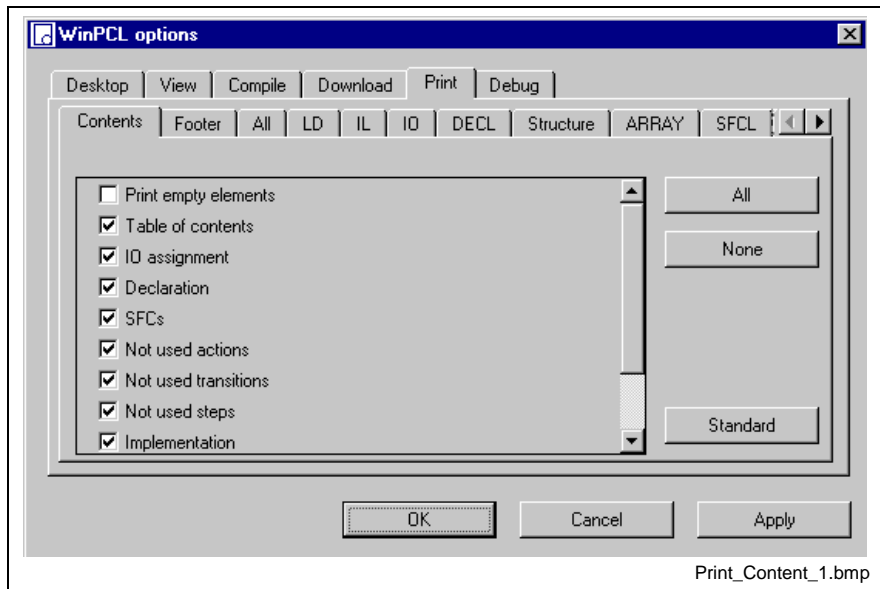 WinPCL options
Desktop View Compile Download Print Debug
Contents Footer All LD IL IO DECL Structure ARRAY SFCL
Print empty elements
All
Table of contents
IO assignment
None
Declaration
SFCs
Not used actions
Not used transitions
Not used steps
Standard
Implementation
OK Cancel Apply
Print_Content_1.bmp